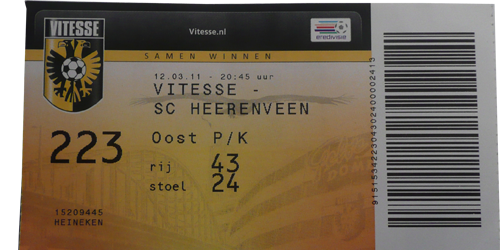 VITESSE
Vitesse.nl
eredivisie
SAMEN WINNEN
12.03.11 - 20:45 uur
VITESSE -
SC HEERENVEEN
223
Oost P/K
rij 43
stoel 24
15209445
HEINEKEN
9151534223043024000002413